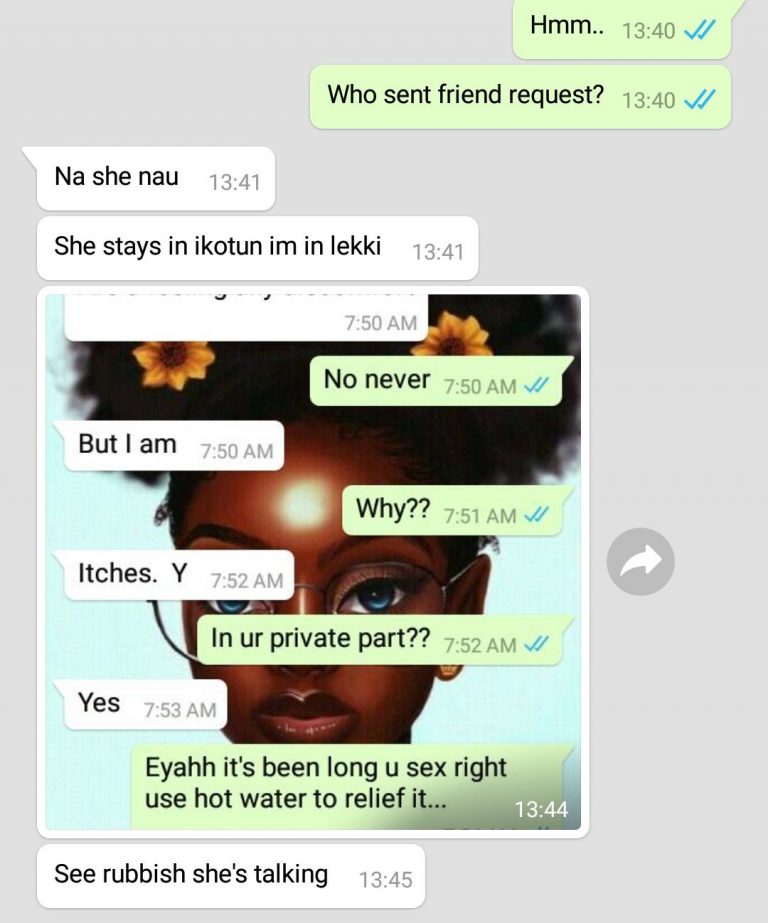 Hmm.. 13:40
Who sent friend request? 13:40
Na she nau 13:41
She stays in ikotun im in lekki 13:41
7:50 AM
No never 7:50 AM
But I am 7:50 AM
Why?? 7:51 AM
Itches. Y 7:52 AM
In ur private part?? 7:52 AM
Yes 7:53 AM
Eyahh it's been long u sex right
use hot water to relief it...
13:44
See rubbish she's talking 13:45